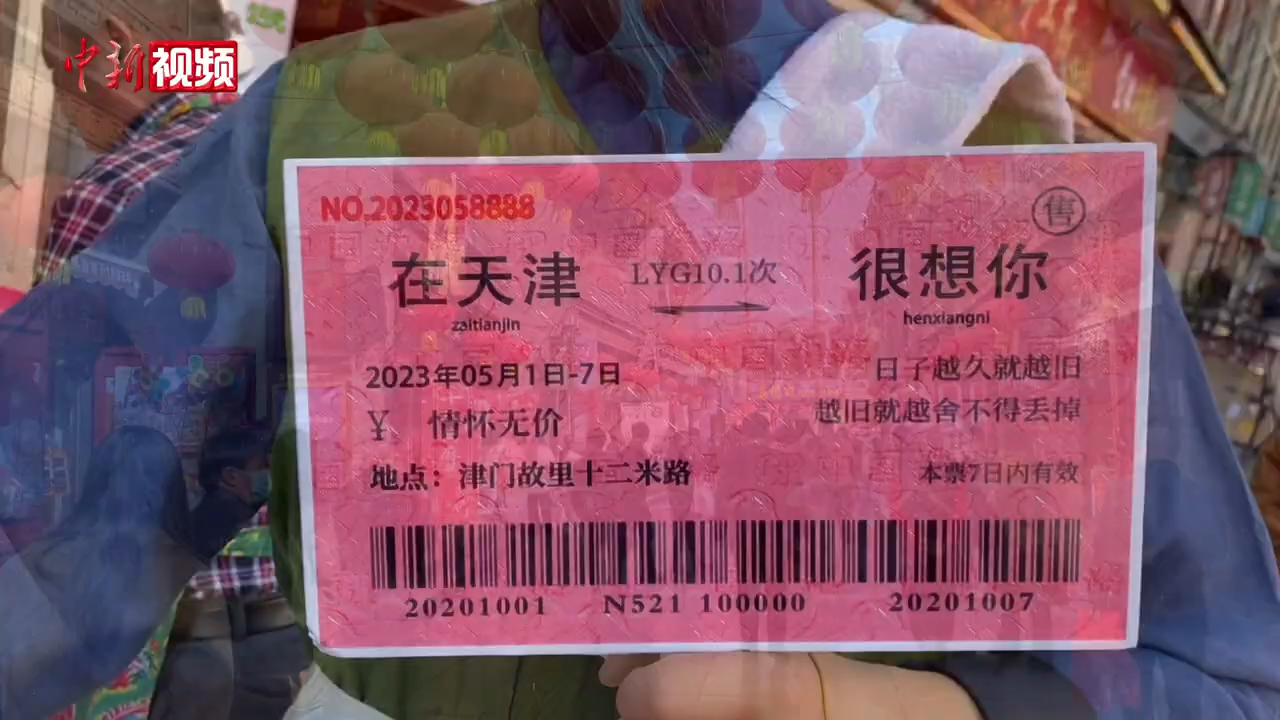 中新视频
NO.2023058888
售
在天津 LYG10.1次 很想你
zaitianjin henxiangni
2023年05月1日-7日
日子越久就越旧
¥ 情怀无价
越旧就越舍不得丢掉
地点：津门故里十二米路
本票7日内有效
20201001 N521 100000 20201007